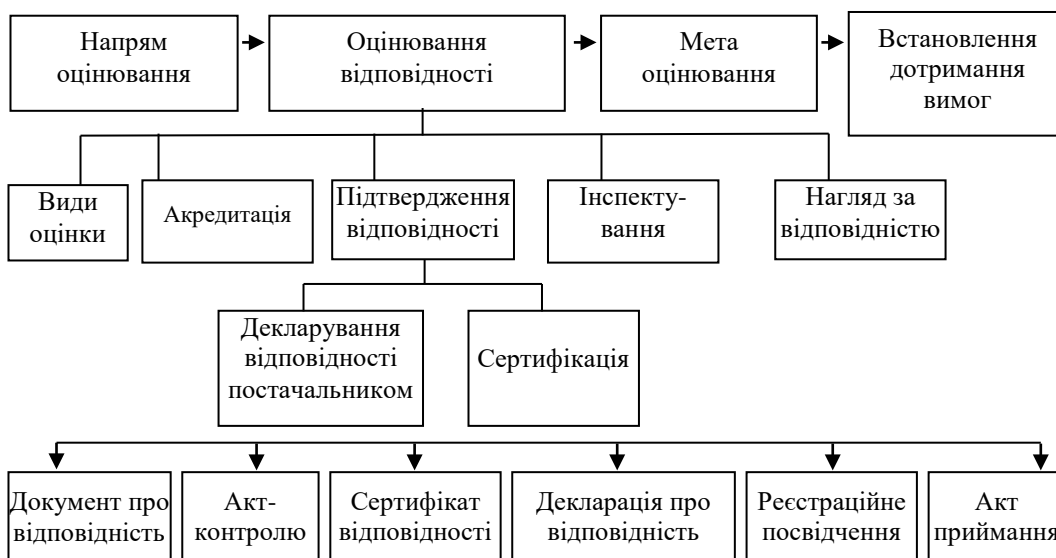 Напрям
оцінювання
Оцінювання
відповідності
Мета
оцінювання
Встановлення
дотримання
вимог
Види
оцінки
Акредитація
Підтвердження
відповідності
Інспекту-
вання
Нагляд за
відповідністю
Декларування
відповідності
постачальником
Сертифікація
Документ про
відповідність
Акт-
контролю
Сертифікат
відповідності
Декларація про
відповідність
Реєстраційне
посвідчення
Акт
приймання